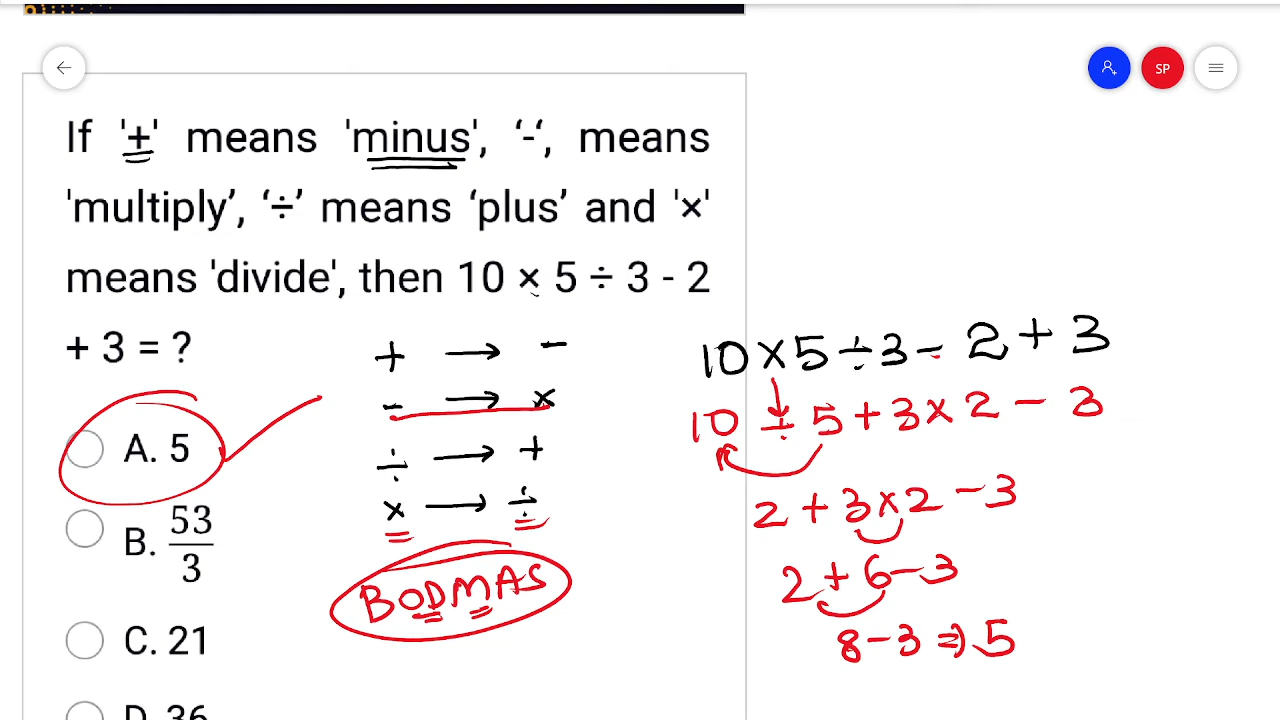 SP
If '+' means 'minus', ‘-‘, means
'multiply’, ‘÷’ means ‘plus’ and '×'
means 'divide', then 10 × 5 ÷ 3 - 2
+ 3 = ?
A. 5
B. 53/3
C. 21
D. 36
+ → -
- → ×
÷ → +
× → ÷
BODMAS
10 × 5 ÷ 3 - 2 + 3
10 ÷ 5 + 3 × 2 - 3
2 + 3 × 2 - 3
2 + 6 - 3
8 - 3 ⇒ 5